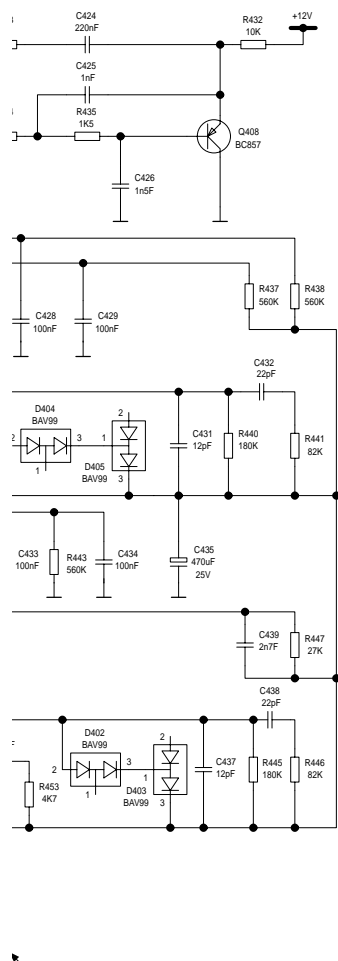 C424
220nF
R432
10K
+12V
C425
1nF
R435
1K5
Q408
BC857
C426
1n5F
R437
560K
R438
560K
C428
100nF
C429
100nF
C432
22pF
D404
BAV99
2
3
1
2
1
3
D405
BAV99
C431
12pF
R440
180K
R441
82K
C433
100nF
R443
560K
C434
100nF
C435
470uF
25V
C439
2n7F
R447
27K
C438
22pF
F
D402
BAV99
2
3
1
2
1
3
D403
BAV99
C437
12pF
R445
180K
R446
82K
R453
4K7